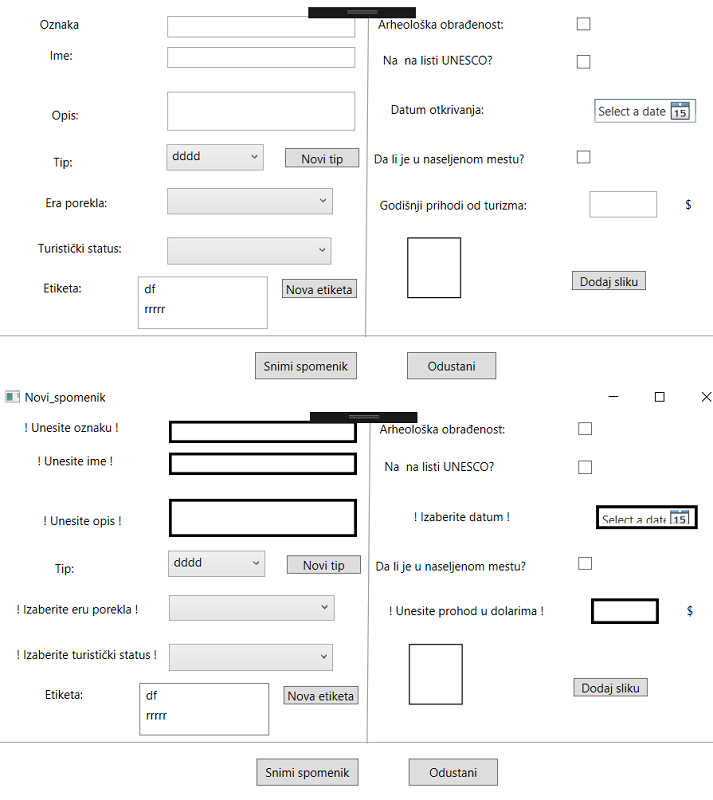 Oznaka
Arheološka obrađenost:
Ime:
Na na listi UNESCO?
Opis:
Datum otkrivanja:
Select a date 15
Tip:
dddd
Novi tip
Da li je u naseljenom mestu?
Era porekla:
Godišnji prihodi od turizma:
$
Turistički status:
Etiketa:
df
rrrrr
Nova etiketa
Dodaj sliku
Snimi spomenik
Odustani
Novi_spomenik
! Unesite oznaku !
Arheološka obrađenost:
! Unesite ime !
Na na listi UNESCO?
! Unesite opis !
! Izaberite datum !
Select a date 15
Tip:
dddd
Novi tip
Da li je u naseljenom mestu?
! Izaberite eru porekla !
! Unesite prohod u dolarima !
$
! Izaberite turistički status !
Etiketa:
df
rrrrr
Nova etiketa
Dodaj sliku
Snimi spomenik
Odustani